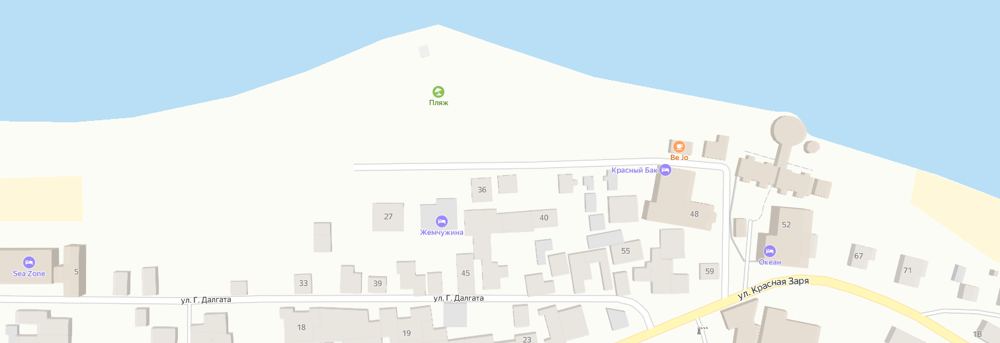 Пляж
Be Jo
Красный Бак
36
27
40
48
52
Жемчужина
55
67
Sea Zone
5
Океан
59
71
45
33
39
ул. Красная Заря
ул. Г. Далгата
ул. Г. Далгата
18
19
23
1В